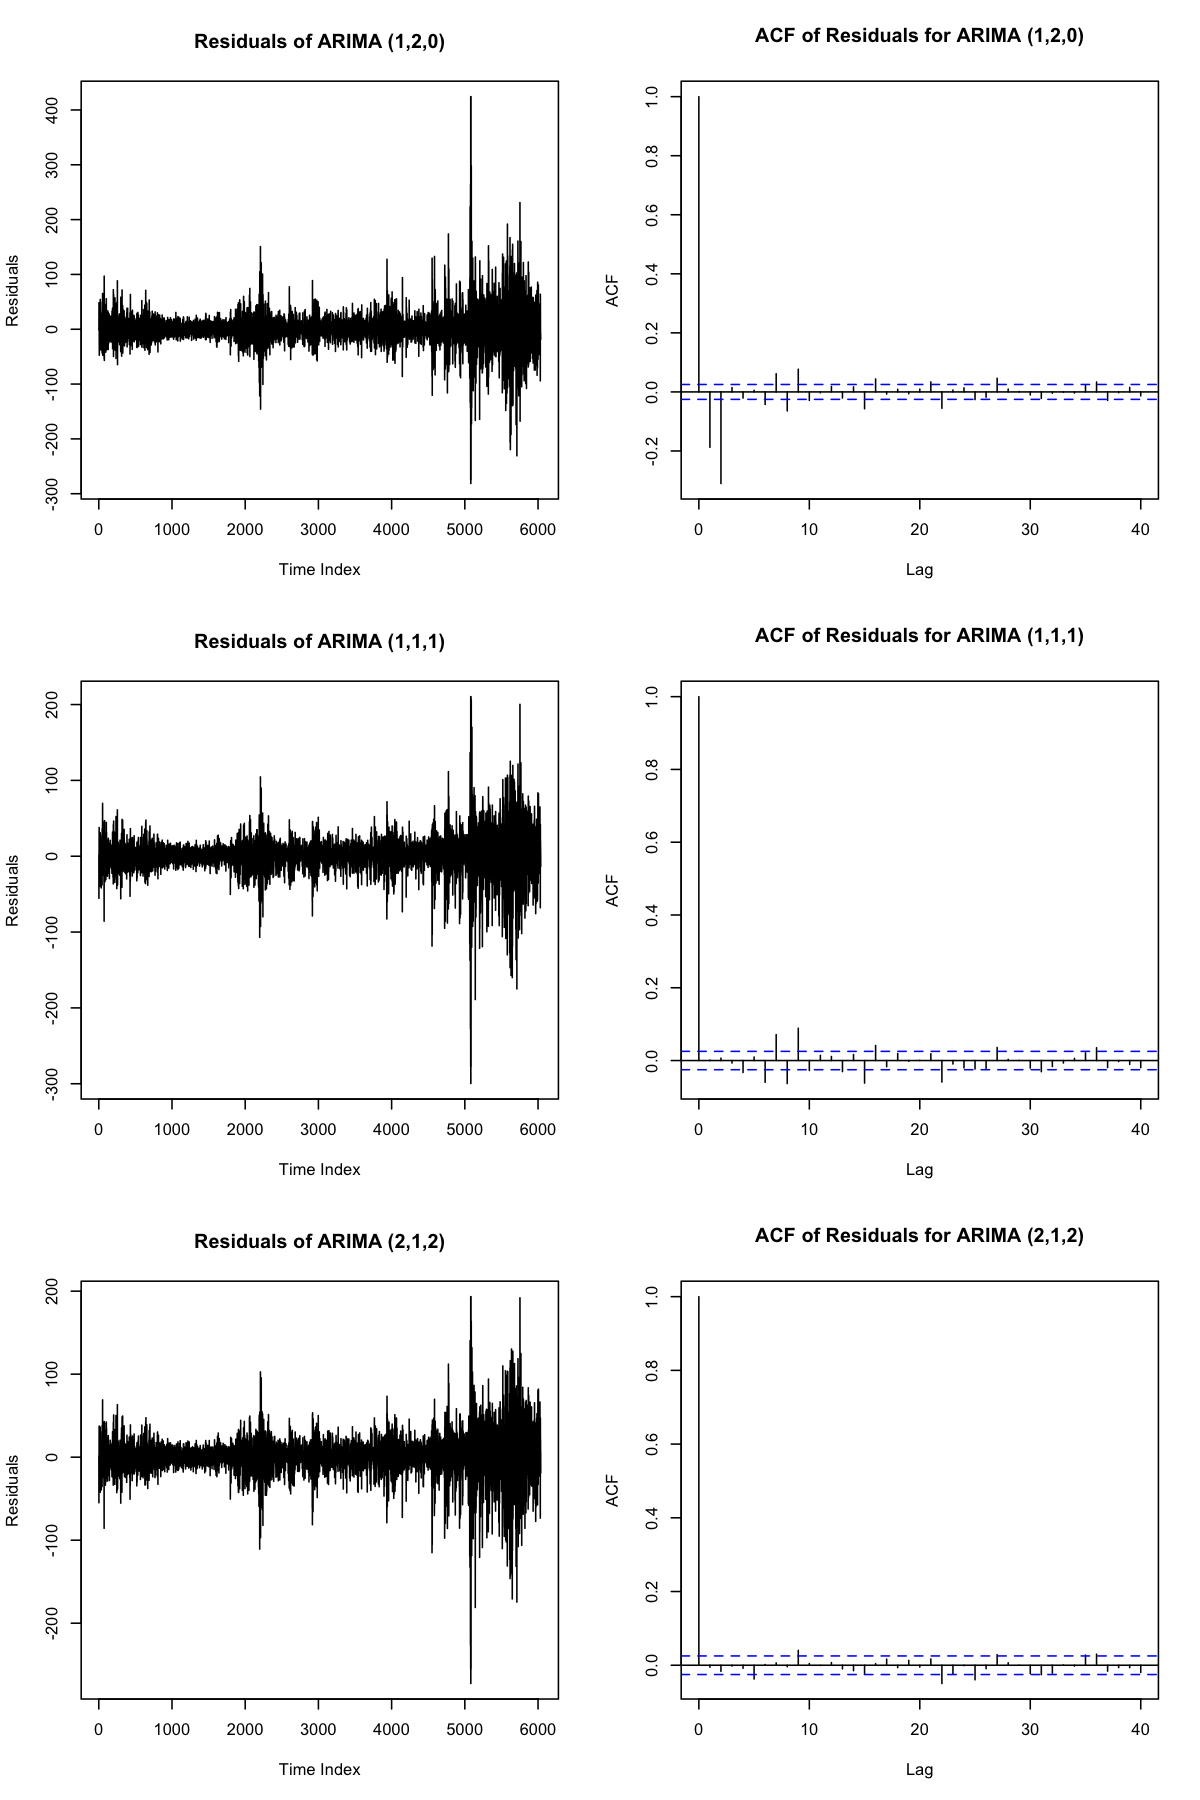 Residuals of ARIMA (1,2,0)
Residuals
400
300
200
100
0
-100
-200
-300
0 1000 2000 3000 4000 5000 6000
Time Index
ACF of Residuals for ARIMA (1,2,0)
ACF
1.0
0.8
0.6
0.4
0.2
0.0
-0.2
0 10 20 30 40
Lag
Residuals of ARIMA (1,1,1)
Residuals
200
100
0
-100
-200
-300
0 1000 2000 3000 4000 5000 6000
Time Index
ACF of Residuals for ARIMA (1,1,1)
ACF
1.0
0.8
0.6
0.4
0.2
0.0
0 10 20 30 40
Lag
Residuals of ARIMA (2,1,2)
Residuals
200
100
0
-100
-200
0 1000 2000 3000 4000 5000 6000
Time Index
ACF of Residuals for ARIMA (2,1,2)
ACF
1.0
0.8
0.6
0.4
0.2
0.0
0 10 20 30 40
Lag